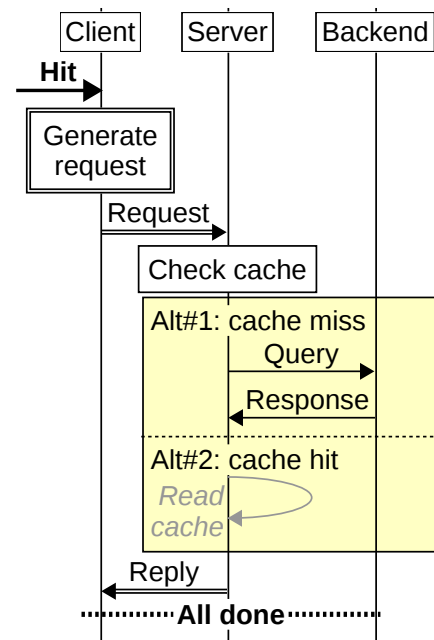 Client Server Backend
Hit
Generate
request
Request
Check cache
Alt#1: cache miss
Query
Response
Alt#2: cache hit
Read
cache
Reply
All done